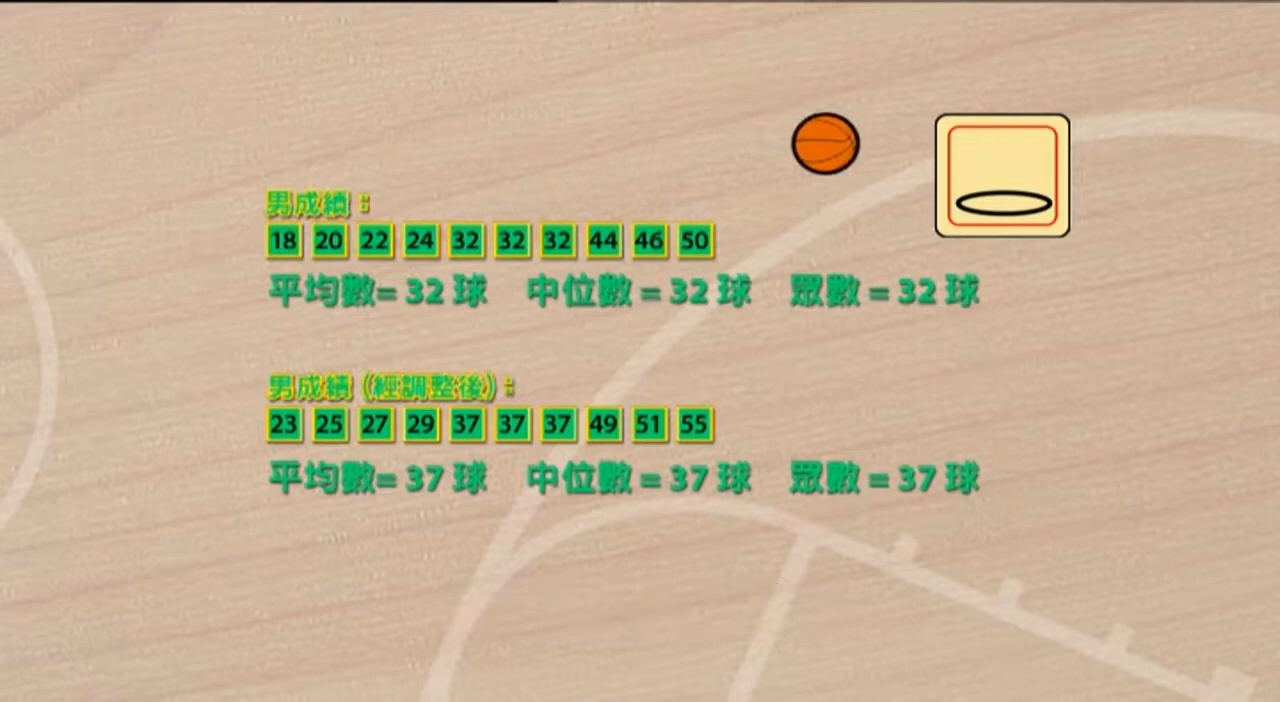 男成績：
18 20 22 24 32 32 32 44 46 50
平均數= 32 球 中位數 = 32 球 眾數 = 32 球
男成績（經調整後）：
23 25 27 29 37 37 37 49 51 55
平均數= 37 球 中位數 = 37 球 眾數 = 37 球